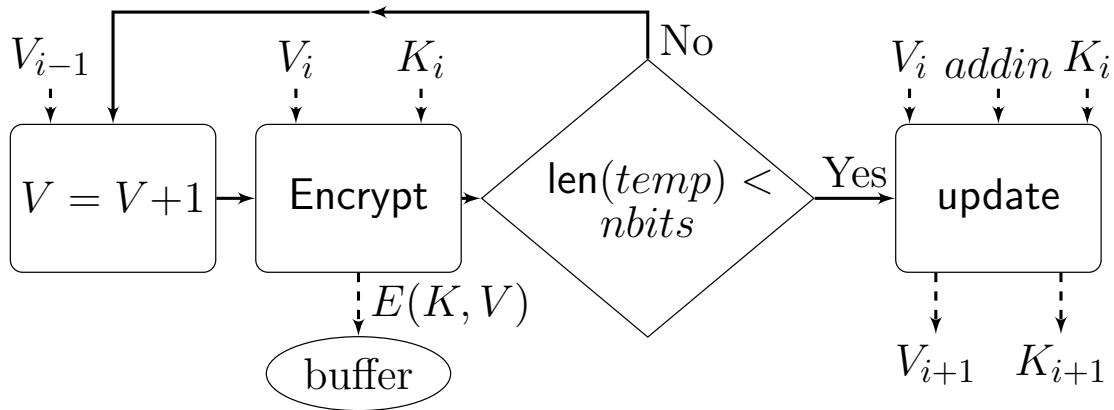 No
V_{i−1}
V_i
K_i
V_i addin K_i
V = V+1
Encrypt
len(temp) <
nbits
Yes
update
E(K, V)
buffer
V_{i+1}
K_{i+1}